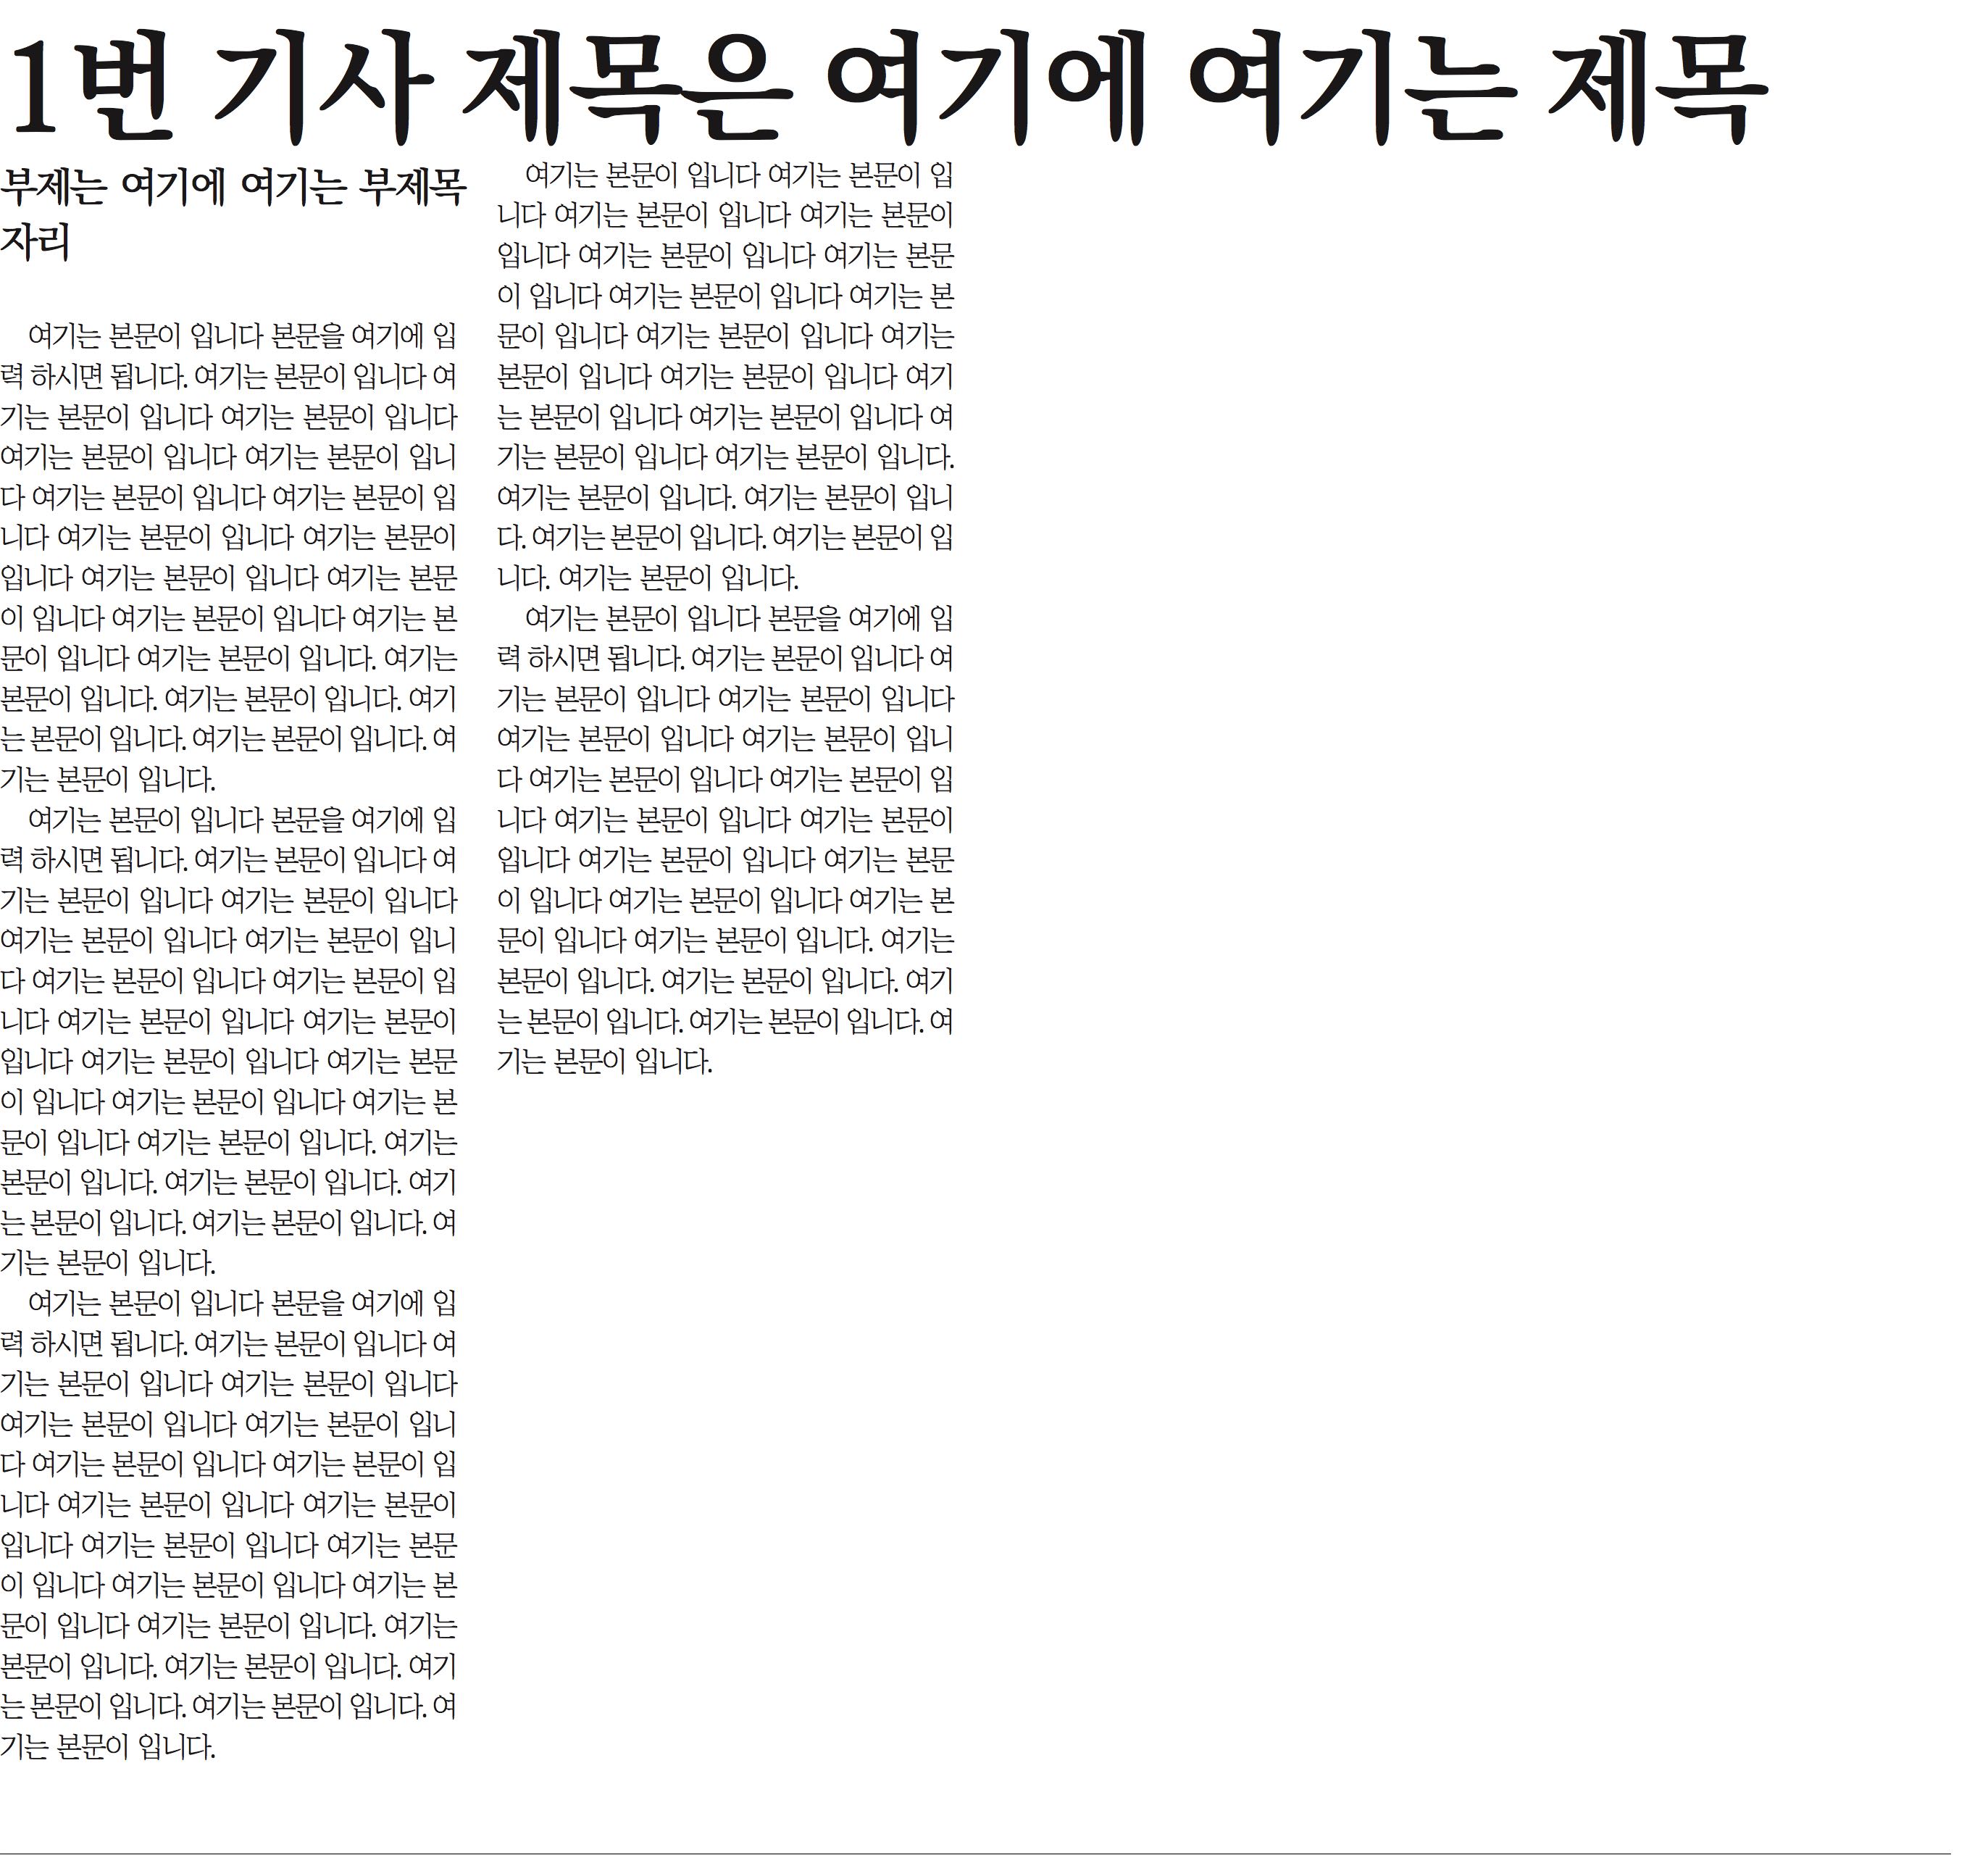 1번 기사 제목은 여기에 여기는 제목
부제는 여기에 여기는 부제목
자리
여기는 본문이 입니다 본문을 여기에 입
력 하시면 됩니다. 여기는 본문이 입니다 여
기는 본문이 입니다 여기는 본문이 입니다
여기는 본문이 입니다 여기는 본문이 입니
다 여기는 본문이 입니다 여기는 본문이 입
니다 여기는 본문이 입니다 여기는 본문이
입니다 여기는 본문이 입니다 여기는 본문
이 입니다 여기는 본문이 입니다 여기는 본
문이 입니다 여기는 본문이 입니다. 여기는
본문이 입니다. 여기는 본문이 입니다. 여기
는 본문이 입니다. 여기는 본문이 입니다. 여
기는 본문이 입니다.
여기는 본문이 입니다 본문을 여기에 입
력 하시면 됩니다. 여기는 본문이 입니다 여
기는 본문이 입니다 여기는 본문이 입니다
여기는 본문이 입니다 여기는 본문이 입니
다 여기는 본문이 입니다 여기는 본문이 입
니다 여기는 본문이 입니다 여기는 본문이
입니다 여기는 본문이 입니다 여기는 본문
이 입니다 여기는 본문이 입니다 여기는 본
문이 입니다 여기는 본문이 입니다. 여기는
본문이 입니다. 여기는 본문이 입니다. 여기
는 본문이 입니다. 여기는 본문이 입니다. 여
기는 본문이 입니다.
여기는 본문이 입니다 본문을 여기에 입
력 하시면 됩니다. 여기는 본문이 입니다 여
기는 본문이 입니다 여기는 본문이 입니다
여기는 본문이 입니다 여기는 본문이 입니
다 여기는 본문이 입니다 여기는 본문이 입
니다 여기는 본문이 입니다 여기는 본문이
입니다 여기는 본문이 입니다 여기는 본문
이 입니다 여기는 본문이 입니다 여기는 본
문이 입니다 여기는 본문이 입니다. 여기는
본문이 입니다. 여기는 본문이 입니다. 여기
는 본문이 입니다. 여기는 본문이 입니다. 여
기는 본문이 입니다.
여기는 본문이 입니다 여기는 본문이 입
니다 여기는 본문이 입니다 여기는 본문이
입니다 여기는 본문이 입니다 여기는 본문
이 입니다 여기는 본문이 입니다 여기는 본
문이 입니다 여기는 본문이 입니다 여기는
본문이 입니다 여기는 본문이 입니다 여기
는 본문이 입니다 여기는 본문이 입니다 여
기는 본문이 입니다 여기는 본문이 입니다.
여기는 본문이 입니다. 여기는 본문이 입니
다. 여기는 본문이 입니다. 여기는 본문이 입
니다. 여기는 본문이 입니다.
여기는 본문이 입니다 본문을 여기에 입
력 하시면 됩니다. 여기는 본문이 입니다 여
기는 본문이 입니다 여기는 본문이 입니다
여기는 본문이 입니다 여기는 본문이 입니
다 여기는 본문이 입니다 여기는 본문이 입
니다 여기는 본문이 입니다 여기는 본문이
입니다 여기는 본문이 입니다 여기는 본문
이 입니다 여기는 본문이 입니다 여기는 본
문이 입니다 여기는 본문이 입니다. 여기는
본문이 입니다. 여기는 본문이 입니다. 여기
는 본문이 입니다. 여기는 본문이 입니다. 여
기는 본문이 입니다.